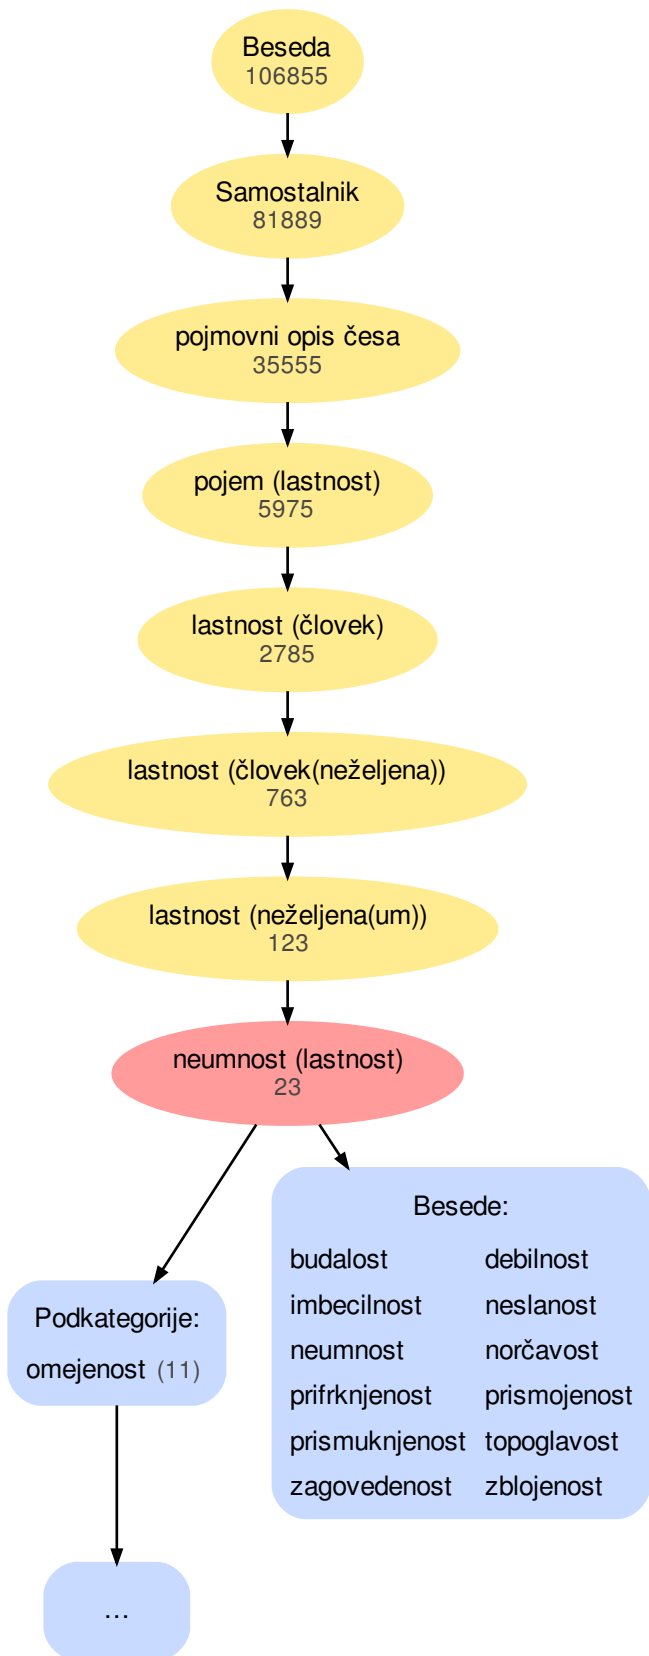 Beseda
106855
Samostalnik
81889
pojmovni opis česa
35555
pojem (lastnost)
5975
lastnost (človek)
2785
lastnost (človek(neželjena))
763
lastnost (neželjena(um))
123
neumnost (lastnost)
23
Besede:
budalost debilnost
imbecilnost neslanost
neumnost norčavost
prifrknjenost prismojenost
prismuknjenost topoglavost
zagovedenost zblojenost
Podkategorije:
omejenost (11)
...